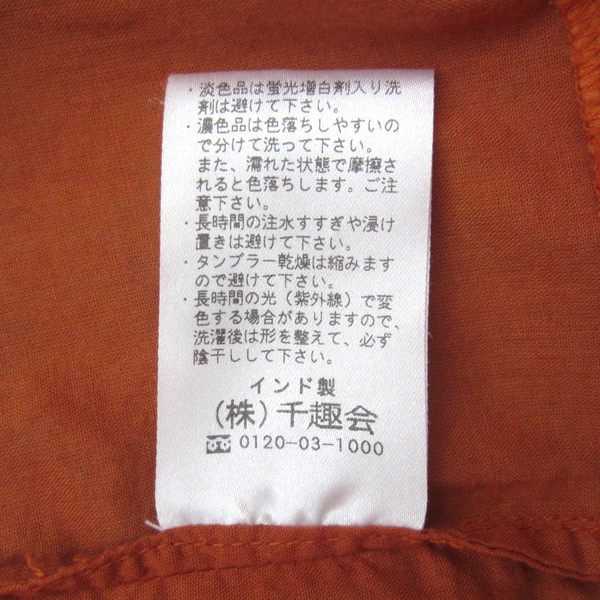 ・淡色品は蛍光増白剤入り洗
剤は避けて下さい。
・濃色品は色落ちしやすいの
で分けて洗って下さい。
また、濡れた状態で摩擦さ
れると色落ちします。ご注
意下さい。
・長時間の注水すすぎや浸け
置きは避けて下さい。
・タンブラー乾燥は縮みます
ので避けて下さい。
・長時間の光（紫外線）で変
色する場合がありますので、
洗濯後は形を整えて、必ず
陰干しして下さい。
インド製
（株）千趣会
0120-03-1000